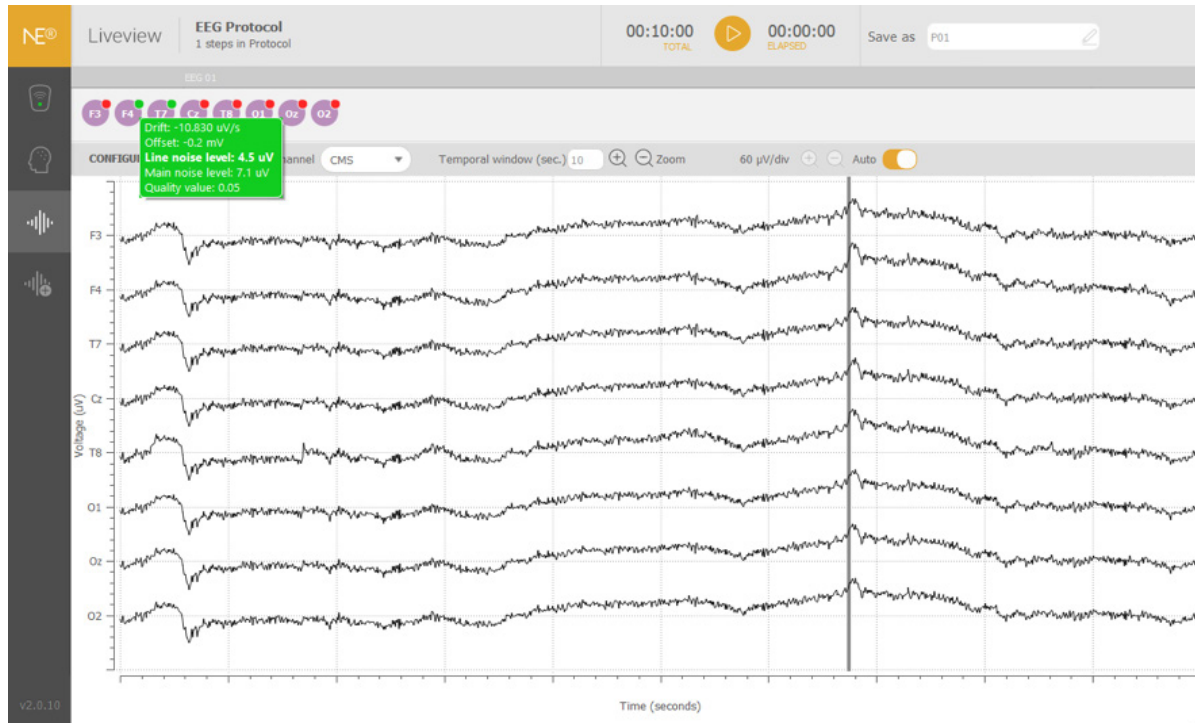 NE®
Liveview
EEG Protocol
1 steps in Protocol
00:10:00
TOTAL
00:00:00
ELAPSED
Save as
P01
EEG 01
F3 F4 T7 Cz T8 O1 Oz O2
Drift: -10.830 uV/s
Offset: -0.2 mV
Line noise level: 4.5 uV
Main noise level: 7.1 uV
Quality value: 0.05
CMS
Temporal window (sec.) 10
Zoom
60 µV/div
Auto
F3
F4
T7
Cz
T8
O1
Oz
O2
Voltage (uV)
Time (seconds)
v2.0.10